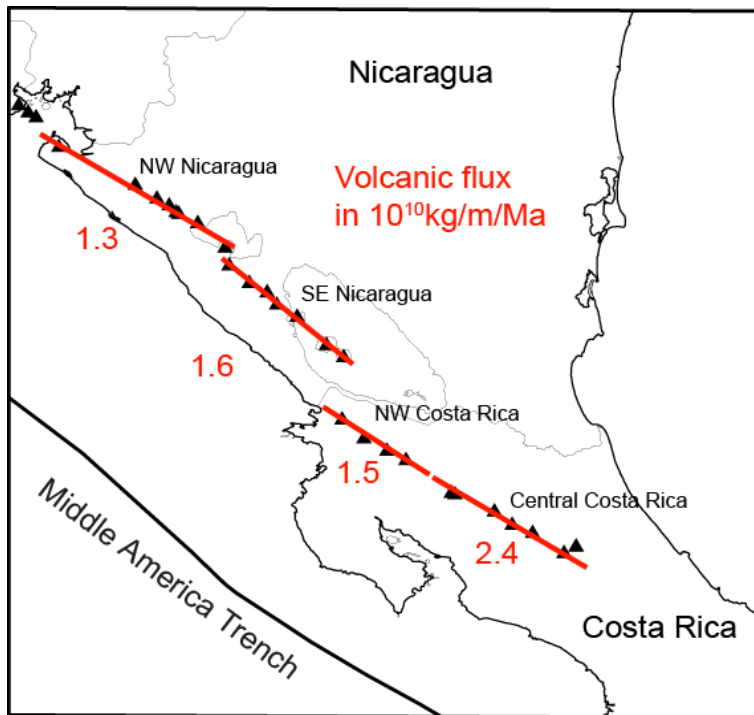 Nicaragua
NW Nicaragua
Volcanic flux
in 10¹⁰kg/m/Ma
1.3
SE Nicaragua
1.6
NW Costa Rica
1.5
Central Costa Rica
2.4
Middle America Trench
Costa Rica